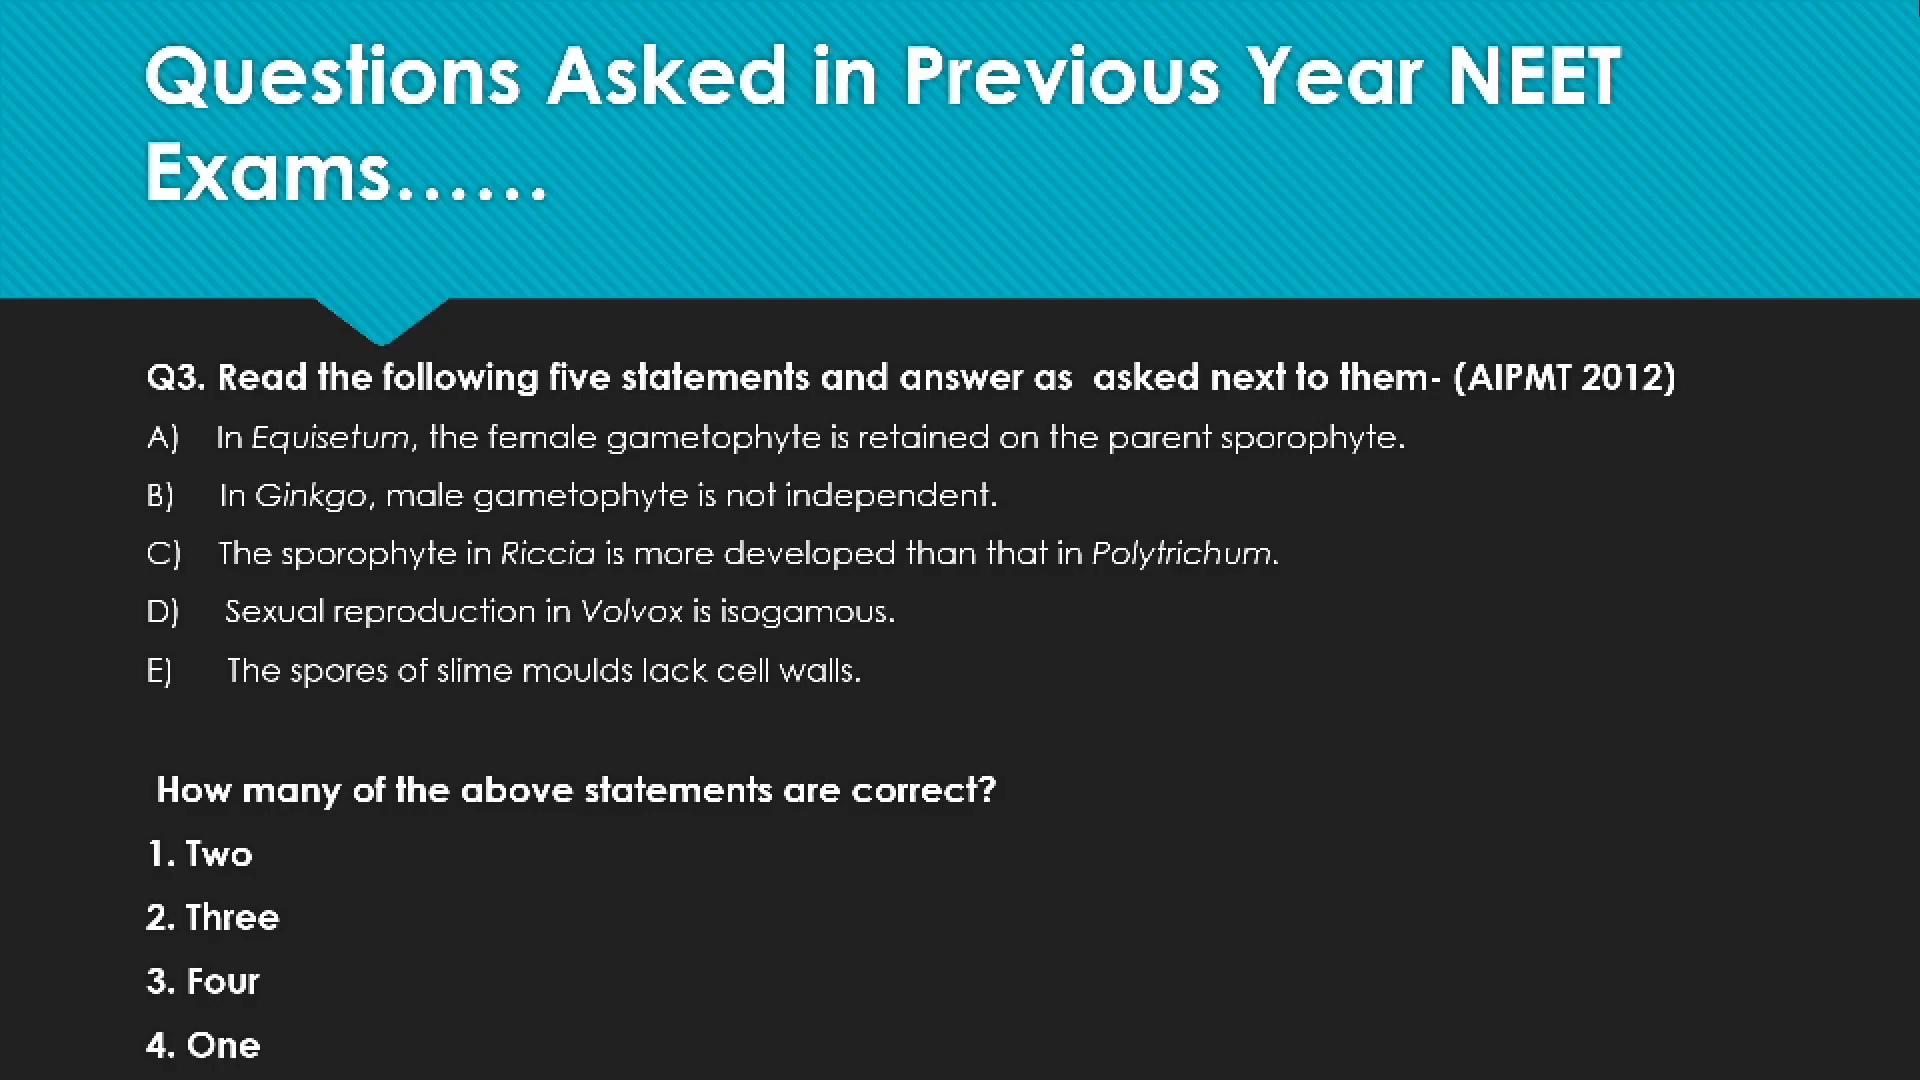 Questions Asked in Previous Year NEET
Exams......
Q3. Read the following five statements and answer as asked next to them- (AIPMT 2012)
A) In Equisetum, the female gametophyte is retained on the parent sporophyte.
B) In Ginkgo, male gametophyte is not independent.
C) The sporophyte in Riccia is more developed than that in Polytrichum.
D) Sexual reproduction in Volvox is isogamous.
E) The spores of slime moulds lack cell walls.
How many of the above statements are correct?
1. Two
2. Three
3. Four
4. One